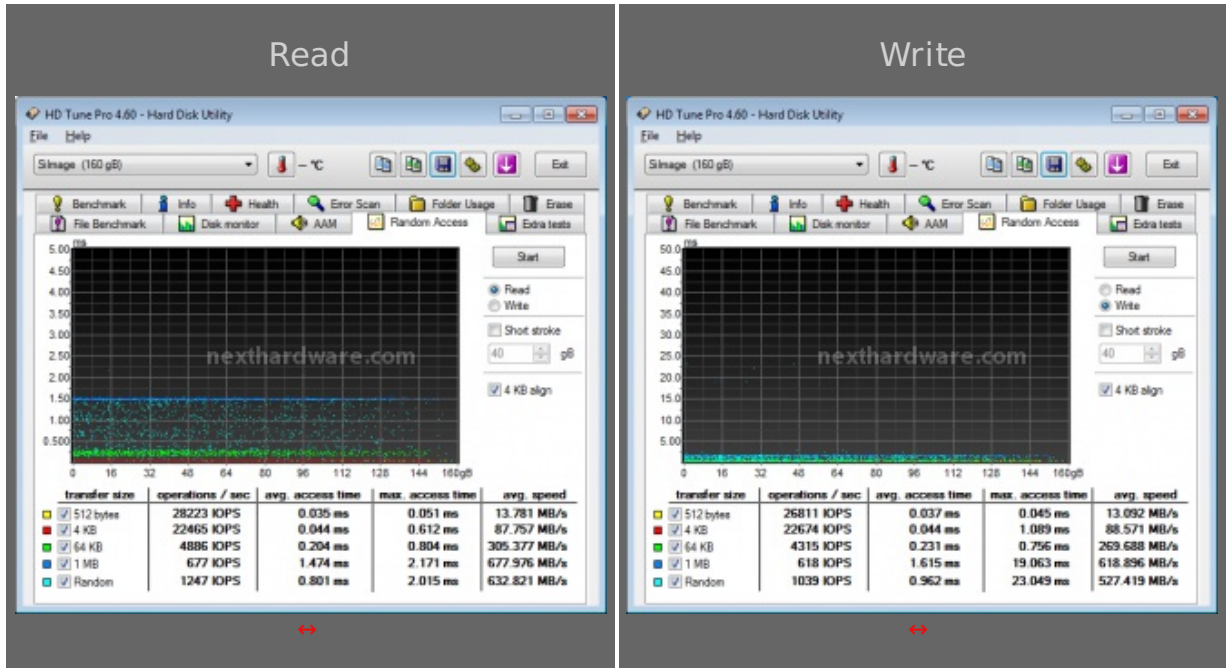 Read
HD Tune Pro 4.60 - Hard Disk Utility
File Help
SiImage (160 gB)
– °C
Exit
Benchmark Info Health Error Scan Folder Usage Erase
File Benchmark Disk monitor AAM Random Access Extra tests
ms
5.00
4.50
4.00
3.50
3.00
2.50
2.00
1.50
1.00
0.500
0 16 32 48 64 80 96 112 128 144 160gB
nexthardware.com
Start
Read
Write
Short stroke
40 gB
4 KB align
transfer size operations / sec avg. access time max. access time avg. speed
512 bytes 28223 IOPS 0.035 ms 0.051 ms 13.781 MB/s
4 KB 22465 IOPS 0.044 ms 0.612 ms 87.757 MB/s
64 KB 4886 IOPS 0.204 ms 0.804 ms 305.377 MB/s
1 MB 677 IOPS 1.474 ms 2.171 ms 677.976 MB/s
Random 1247 IOPS 0.801 ms 2.015 ms 632.821 MB/s
↔
Write
HD Tune Pro 4.60 - Hard Disk Utility
File Help
SiImage (160 gB)
– °C
Exit
Benchmark Info Health Error Scan Folder Usage Erase
File Benchmark Disk monitor AAM Random Access Extra tests
ms
50.0
45.0
40.0
35.0
30.0
25.0
20.0
15.0
10.0
5.00
0 16 32 48 64 80 96 112 128 144 160gB
nexthardware.com
Start
Read
Write
Short stroke
40 gB
4 KB align
transfer size operations / sec avg. access time max. access time avg. speed
512 bytes 26811 IOPS 0.037 ms 0.045 ms 13.092 MB/s
4 KB 22674 IOPS 0.044 ms 1.089 ms 88.571 MB/s
64 KB 4315 IOPS 0.231 ms 0.756 ms 269.688 MB/s
1 MB 618 IOPS 1.615 ms 19.063 ms 618.896 MB/s
Random 1039 IOPS 0.962 ms 23.049 ms 527.419 MB/s
↔